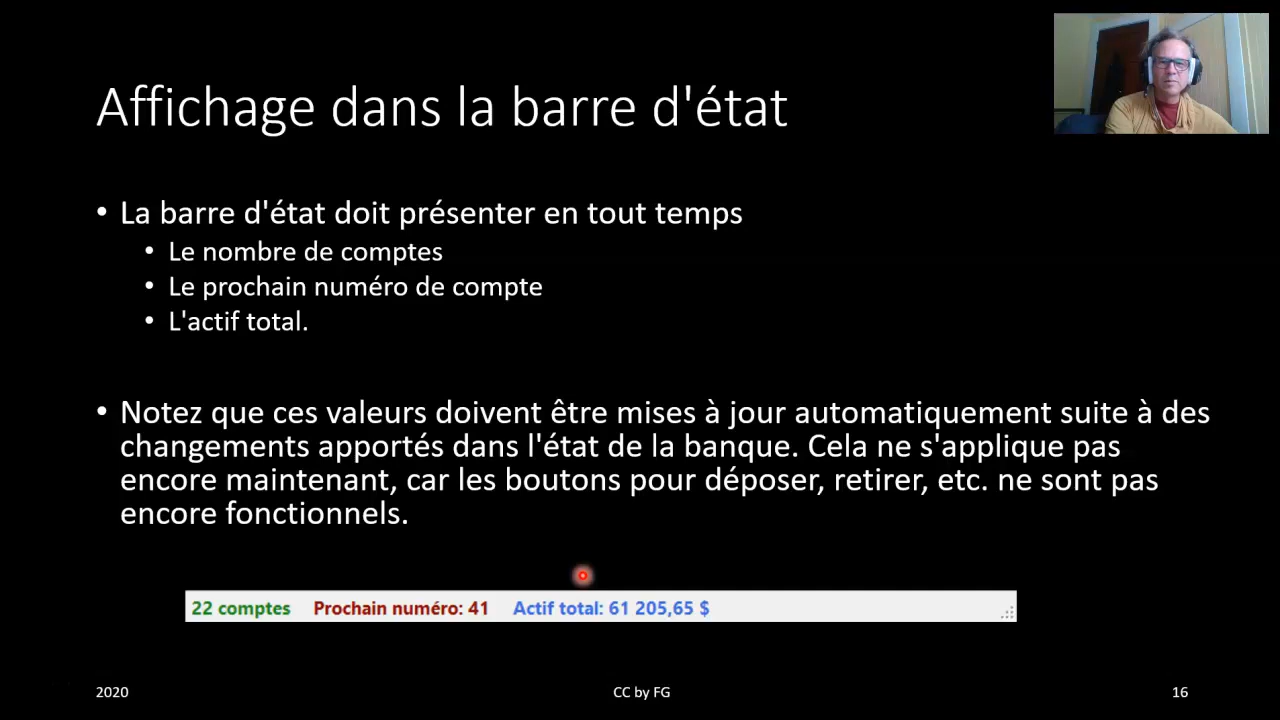 Affichage dans la barre d'état
• La barre d'état doit présenter en tout temps
• Le nombre de comptes
• Le prochain numéro de compte
• L'actif total.
• Notez que ces valeurs doivent être mises à jour automatiquement suite à des
changements apportés dans l'état de la banque. Cela ne s'applique pas
encore maintenant, car les boutons pour déposer, retirer, etc. ne sont pas
encore fonctionnels.
22 comptes Prochain numéro: 41 Actif total: 61 205,65 $
2020 CC by FG 16